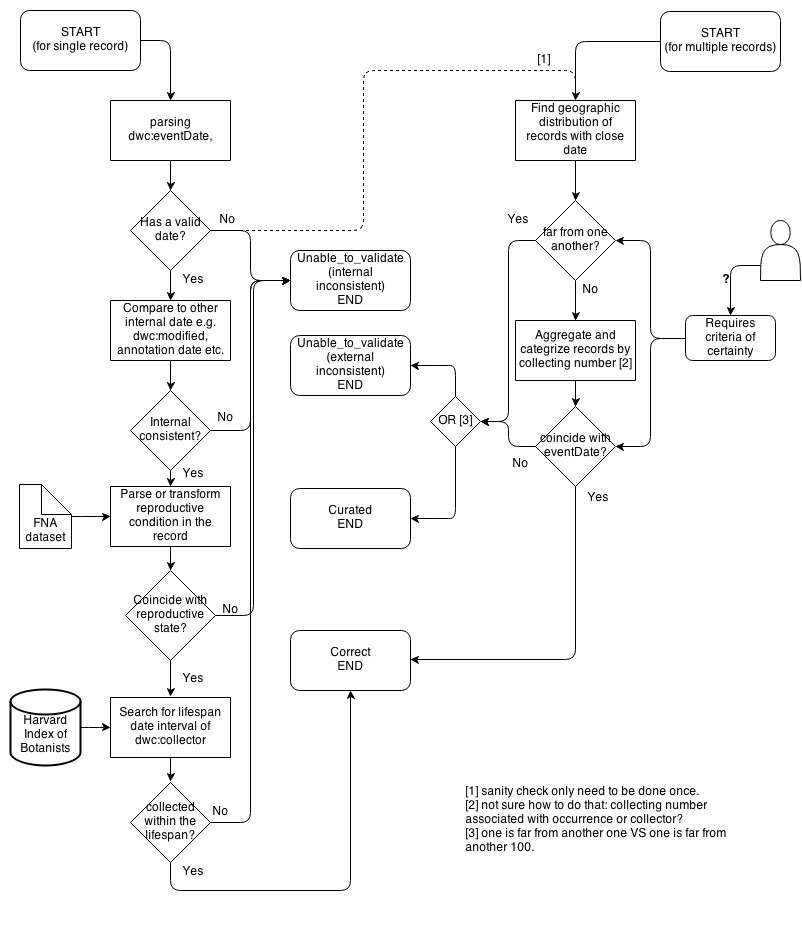 START
(for single record)
START
(for multiple records)
[1]
parsing
dwc:eventDate,
Find geographic
distribution of
records with close
date
Has a valid
date?
No
Yes
Yes
far from one
another?
No
Unable_to_validate
(internal
inconsistent)
END
?
Compare to other
internal date e.g.
dwc:modified,
annotation date etc.
Unable_to_validate
(external
inconsistent)
END
Aggregate and
categrize records by
collecting number [2]
Requires
criteria of
certainty
Internal
consistent?
No
Yes
OR [3]
coincide with
eventDate?
No
Yes
FNA
dataset
Parse or transform
reproductive
condition in the
record
Curated
END
Coincide with
reproductive
state?
No
Yes
Correct
END
Harvard
Index of
Botanists
Search for lifespan
date interval of
dwc:collector
collected
within the
lifespan?
No
Yes
[1] sanity check only need to be done once.
[2] not sure how to do that: collecting number
associated with occurrence or collector?
[3] one is far from another one VS one is far from
another 100.